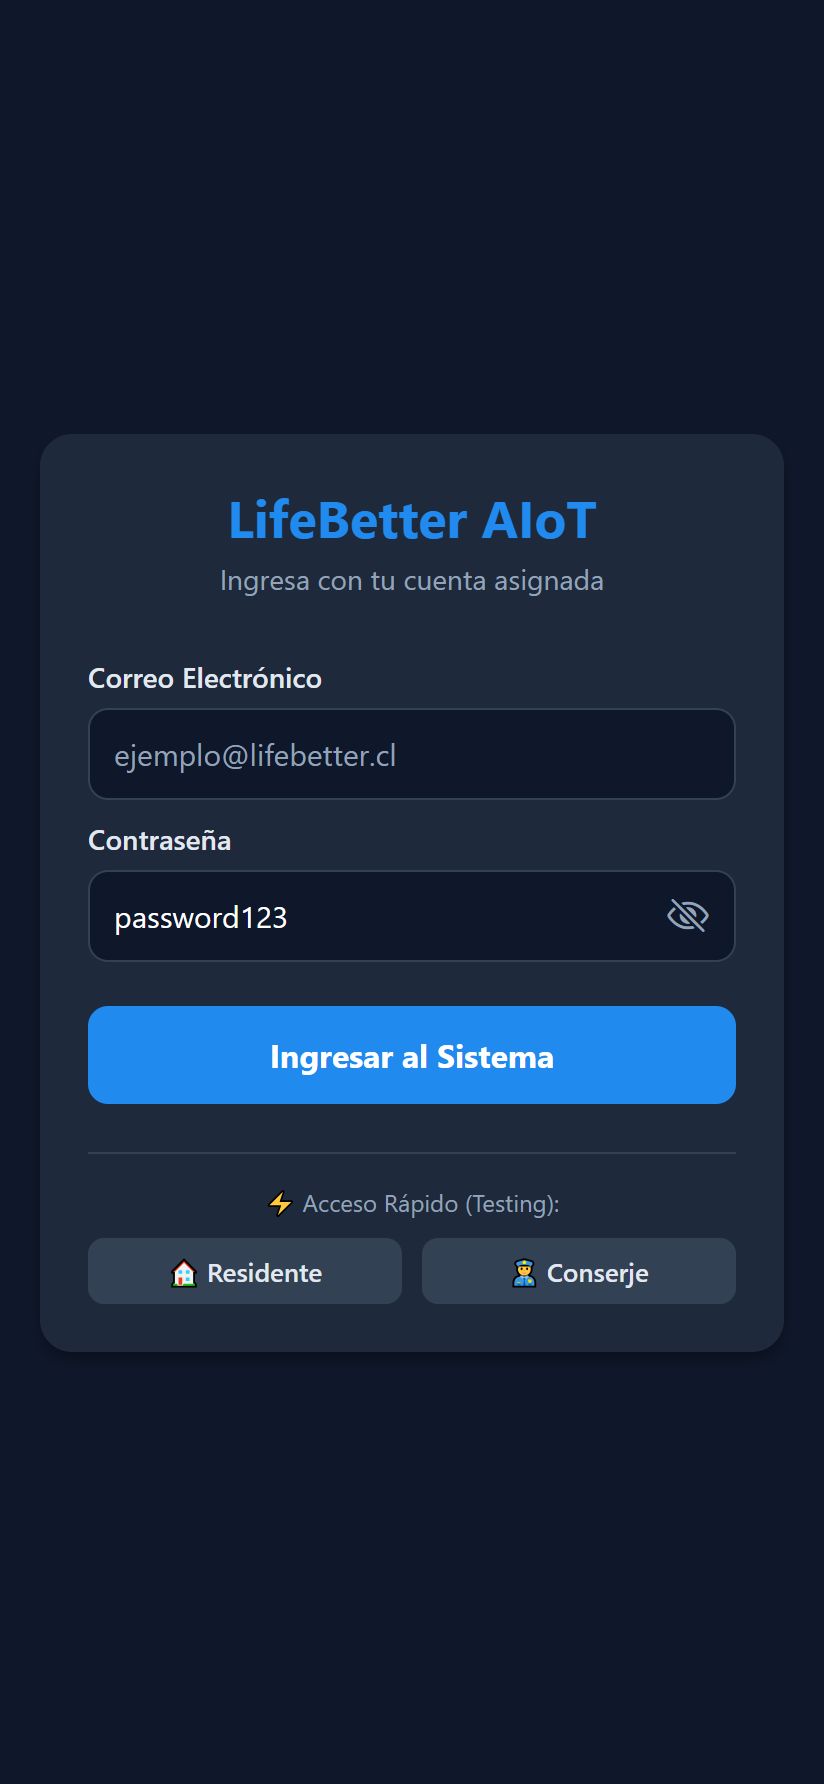 LifeBetter AIoT
Ingresa con tu cuenta asignada
Correo Electrónico
ejemplo@lifebetter.cl
Contraseña
password123
Ingresar al Sistema
⚡ Acceso Rápido (Testing):
🏠 Residente
👮 Conserje